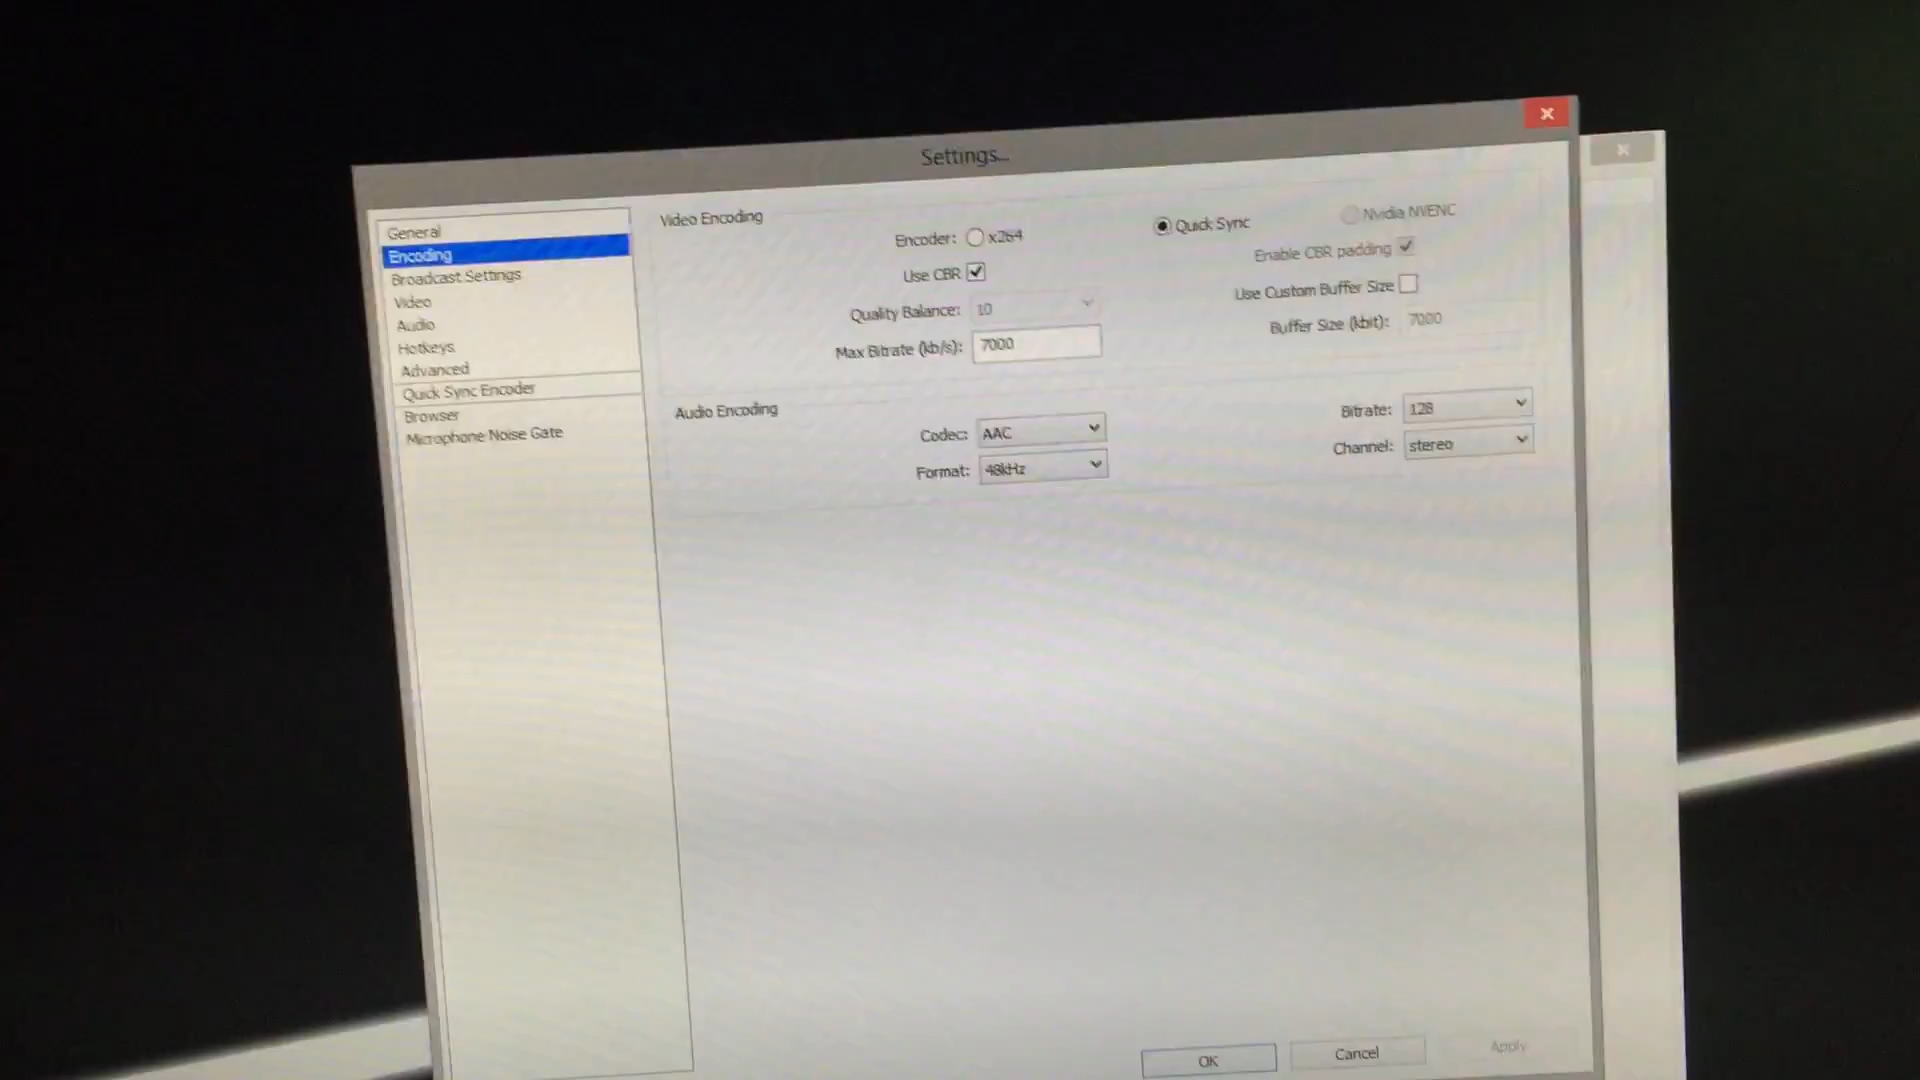 Settings...
General
Encoding
Broadcast Settings
Video
Audio
Hotkeys
Advanced
Quick Sync Encoder
Browser
Microphone Noise Gate
Video Encoding
Encoder: x264 Quick Sync Nvidia NVENC
Use CBR Enable CBR padding
Quality Balance: 10 Use Custom Buffer Size
Max Bitrate (kb/s): 7000 Buffer Size (kbit): 7000
Audio Encoding
Codec: AAC Bitrate: 128
Format: 48kHz Channel: stereo
OK Cancel Apply